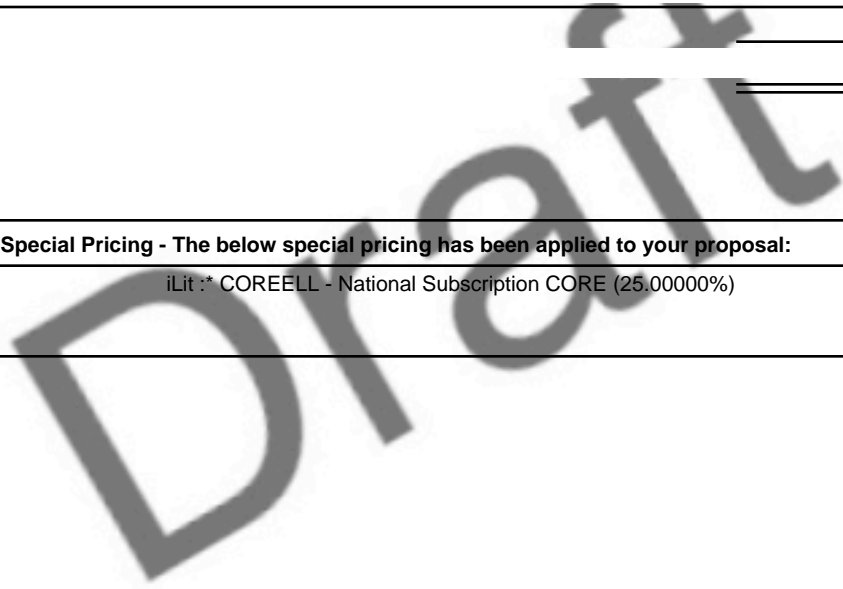 Special Pricing - The below special pricing has been applied to your proposal:
iLit :* COREELL - National Subscription CORE (25.00000%)
Draft